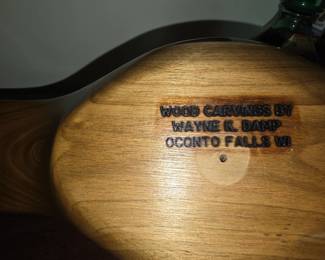 WOOD CARVINGS BY
WAYNE K. DAMP
OCONTO FALLS WI